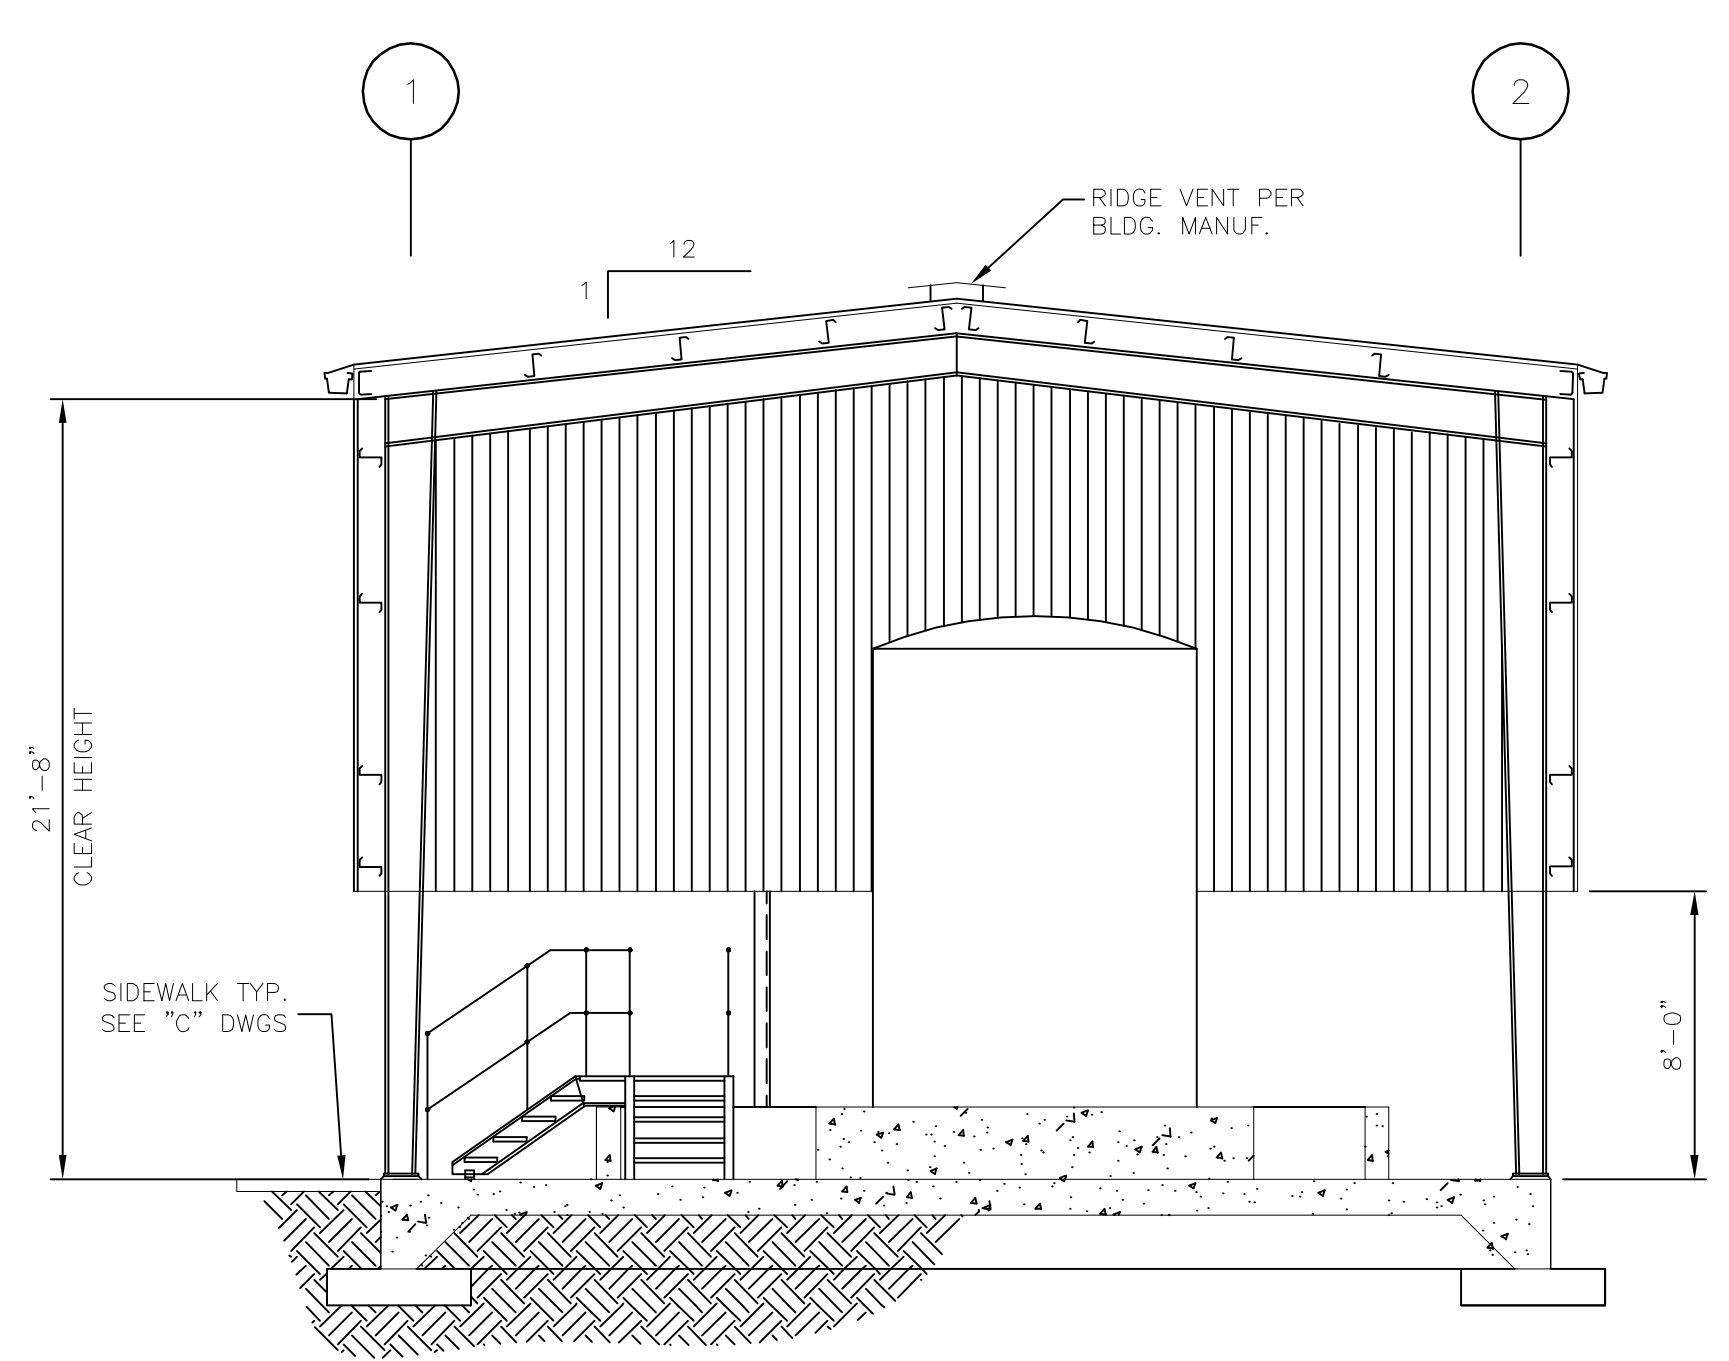 1
2
RIDGE VENT PER
BLDG. MANUF.
12
1
21'-8"
CLEAR HEIGHT
SIDEWALK TYP.
SEE "C" DWGS
8'-0"